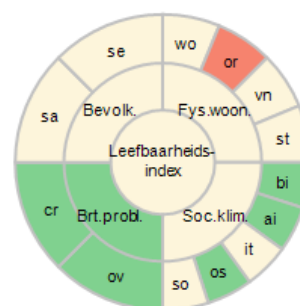 se
wo
or
sa
Bevolk.
Fys.woon.
vn
st
Leefbaarheids-
index
cr
Brt.probl.
Soc.klim.
bi
ai
ov
so
os
it